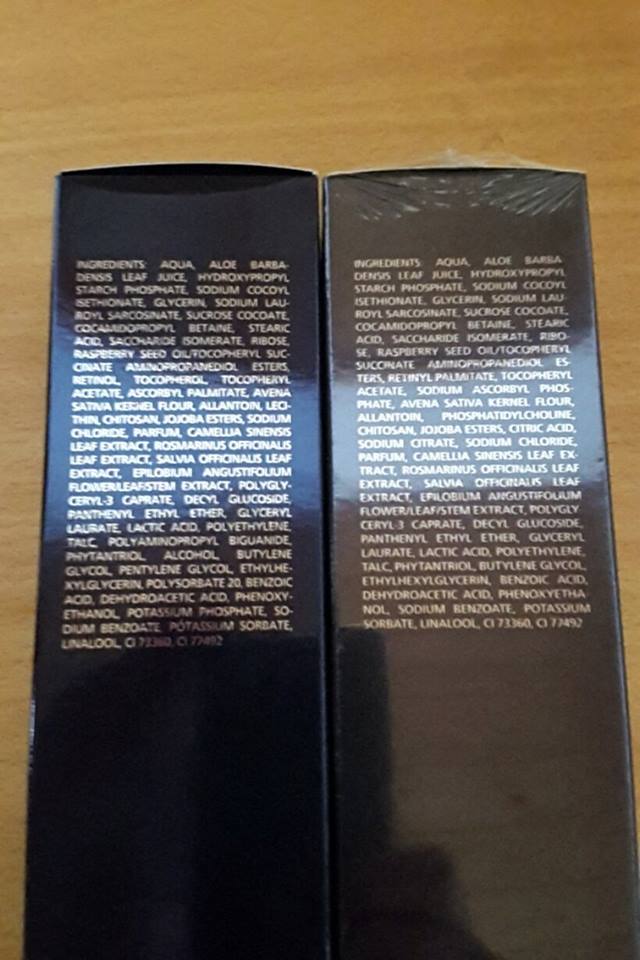 INGREDIENTS: AQUA, ALOE BARBA-
DENSIS LEAF JUICE, HYDROXYPROPYL
STARCH PHOSPHATE, SODIUM COCOYL
ISETHIONATE, GLYCERIN, SODIUM LAU-
ROYL SARCOSINATE, SUCROSE COCOATE,
COCAMIDOPROPYL BETAINE, STEARIC
ACID, SACCHARIDE ISOMERATE, RIBOSE,
RASPBERRY SEED OIL/TOCOPHERYL SUC-
CINATE AMINOPROPANEDIOL ESTERS,
RETINOL, TOCOPHEROL, TOCOPHERYL
ACETATE, ASCORBYL PALMITATE, AVENA
SATIVA KERNEL FLOUR, ALLANTOIN, LECI-
THIN, CHITOSAN, JOJOBA ESTERS, SODIUM
CHLORIDE, PARFUM, CAMELLIA SINENSIS
LEAF EXTRACT, ROSMARINUS OFFICINALIS
LEAF EXTRACT, SALVIA OFFICINALIS LEAF
EXTRACT, EPILOBIUM ANGUSTIFOLIUM
FLOWER/LEAF/STEM EXTRACT, POLYGLY-
CERYL-3 CAPRATE, DECYL GLUCOSIDE,
PANTHENYL ETHYL ETHER, GLYCERYL
LAURATE, LACTIC ACID, POLYETHYLENE,
TALC, POLYAMINOPROPYL BIGUANIDE,
PHYTANTRIOL, ALCOHOL, BUTYLENE
GLYCOL, PENTYLENE GLYCOL, ETHYLHE-
XYLGLYCERIN, POLYSORBATE 20, BENZOIC
ACID, DEHYDROACETIC ACID, PHENOXY-
ETHANOL, POTASSIUM PHOSPHATE, SO-
DIUM BENZOATE, POTASSIUM SORBATE,
LINALOOL, CI 73360, CI 77492
INGREDIENTS: AQUA, ALOE BARBA-
DENSIS LEAF JUICE, HYDROXYPROPYL
STARCH PHOSPHATE, SODIUM COCOYL
ISETHIONATE, GLYCERIN, SODIUM LAU-
ROYL SARCOSINATE, SUCROSE COCOATE,
COCAMIDOPROPYL BETAINE, STEARIC
ACID, SACCHARIDE ISOMERATE, RIBO-
SE, RASPBERRY SEED OIL/TOCOPHERYL
SUCCINATE AMINOPROPANEDIOL ES-
TERS, RETINYL PALMITATE, TOCOPHERYL
ACETATE, SODIUM ASCORBYL PHOS-
PHATE, AVENA SATIVA KERNEL FLOUR,
ALLANTOIN, PHOSPHATIDYLCHOLINE,
CHITOSAN, JOJOBA ESTERS, CITRIC ACID,
SODIUM CITRATE, SODIUM CHLORIDE,
PARFUM, CAMELLIA SINENSIS LEAF EX-
TRACT, ROSMARINUS OFFICINALIS LEAF
EXTRACT, SALVIA OFFICINALIS LEAF
EXTRACT, EPILOBIUM ANGUSTIFOLIUM
FLOWER/LEAF/STEM EXTRACT, POLYGLY-
CERYL-3 CAPRATE, DECYL GLUCOSIDE,
PANTHENYL ETHYL ETHER, GLYCERYL
LAURATE, LACTIC ACID, POLYETHYLENE,
TALC, PHYTANTRIOL, BUTYLENE GLYCOL,
ETHYLHEXYLGLYCERIN, BENZOIC ACID,
DEHYDROACETIC ACID, PHENOXYETHA-
NOL, SODIUM BENZOATE, POTASSIUM
SORBATE, LINALOOL, CI 73360, CI 77492